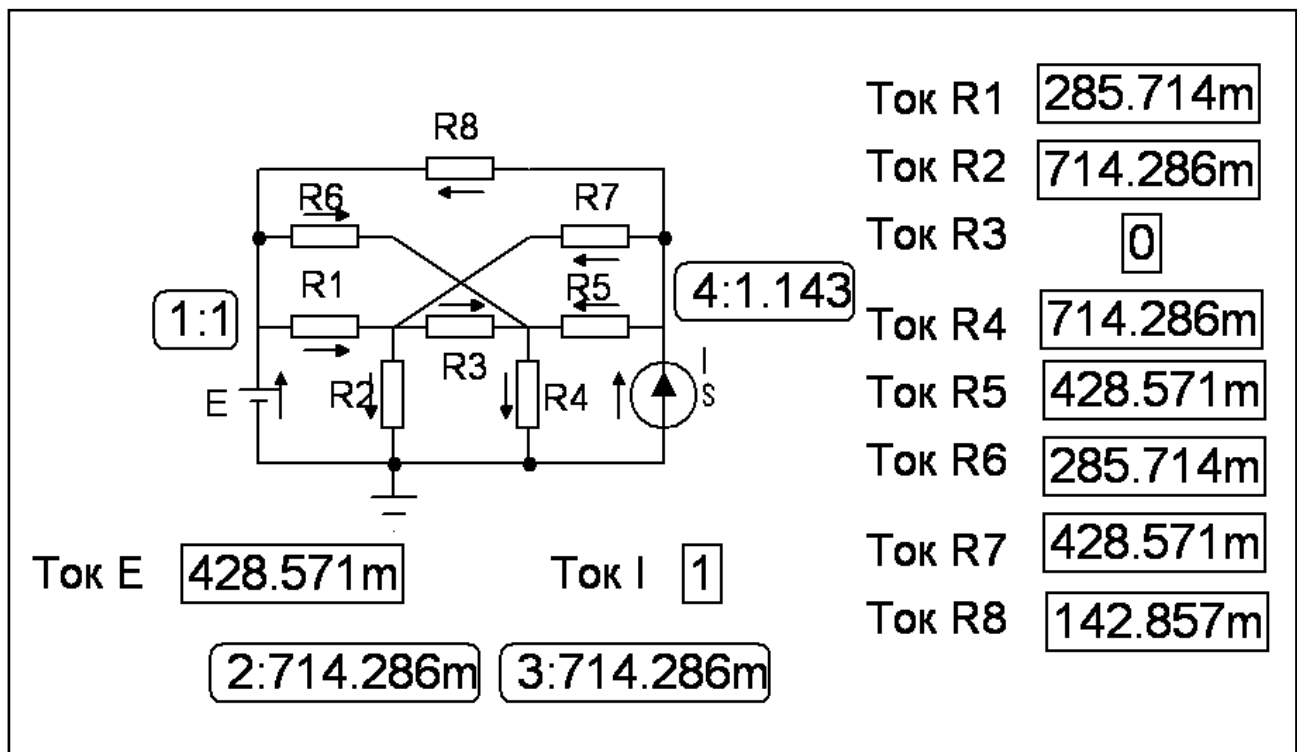 Ток R1 285.714m
R8
Ток R2 714.286m
R6 R7
Ток R3 0
R1 R5
1:1 4:1.143
Ток R4 714.286m
R3
I
E R2 R4 S
Ток R5 428.571m
Ток R6 285.714m
Ток E 428.571m Ток I 1
Ток R7 428.571m
Ток R8 142.857m
2:714.286m 3:714.286m